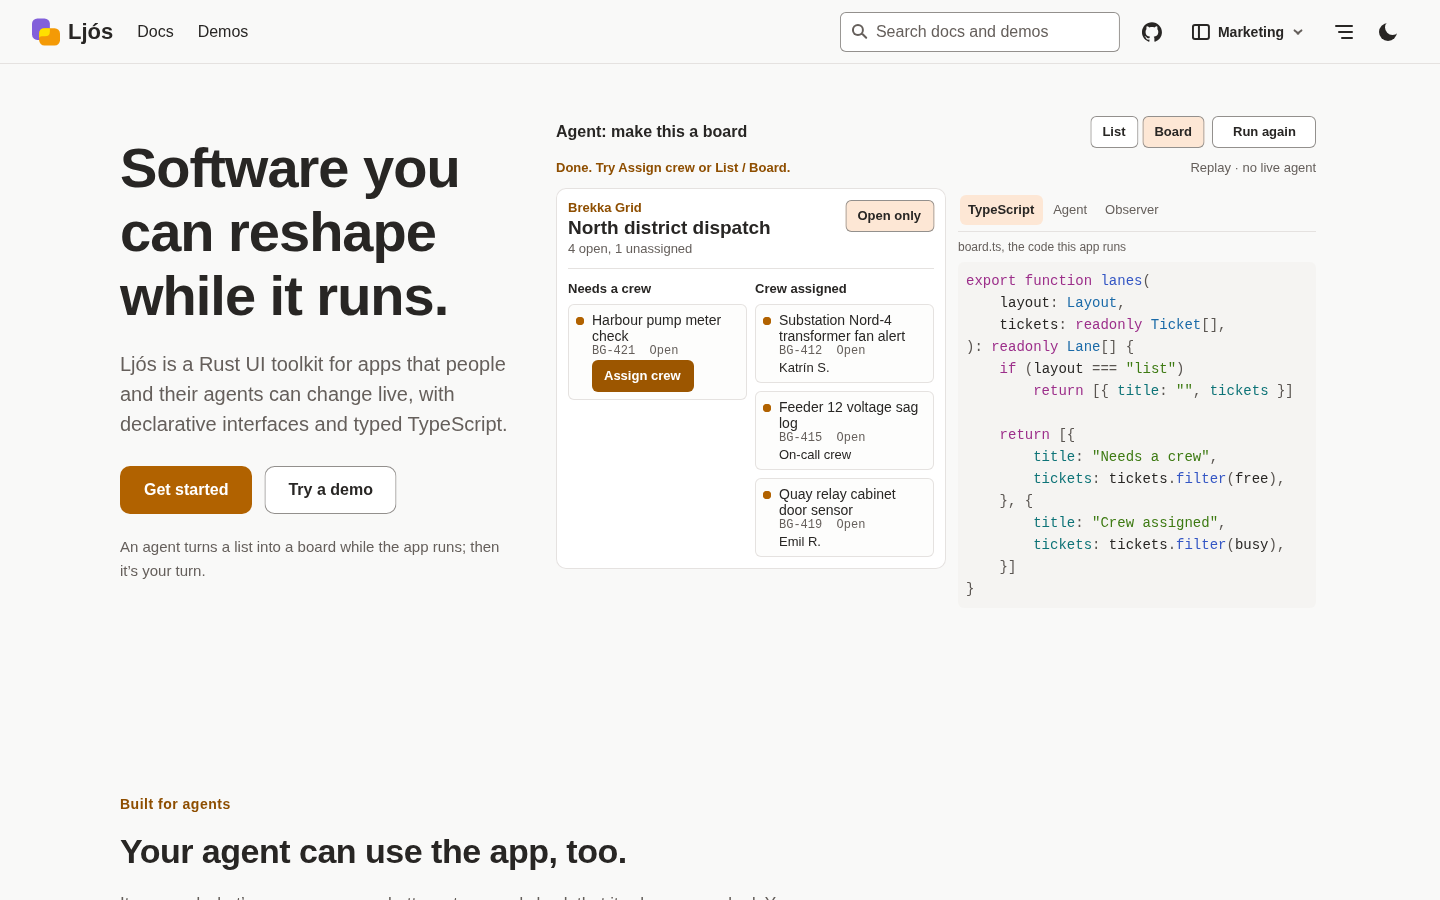 Ljós
Docs
Demos
Search docs and demos
Marketing
Software you
can reshape
while it runs.
Ljós is a Rust UI toolkit for apps that people
and their agents can change live, with
declarative interfaces and typed TypeScript.
Get started
Try a demo
An agent turns a list into a board while the app runs; then
it’s your turn.
Agent: make this a board
List
Board
Run again
Done. Try Assign crew or List / Board.
Replay · no live agent
Brekka Grid
North district dispatch
4 open, 1 unassigned
Open only
Needs a crew
Harbour pump meter
check
BG-421 Open
Assign crew
Crew assigned
Substation Nord-4
transformer fan alert
BG-412 Open
Katrín S.
Feeder 12 voltage sag
log
BG-415 Open
On-call crew
Quay relay cabinet
door sensor
BG-419 Open
Emil R.
TypeScript
Agent
Observer
board.ts, the code this app runs
export function lanes(
    layout: Layout,
    tickets: readonly Ticket[],
): readonly Lane[] {
    if (layout === "list")
        return [{ title: "", tickets }]
    return [{
        title: "Needs a crew",
        tickets: tickets.filter(free),
    }, {
        title: "Crew assigned",
        tickets: tickets.filter(busy),
    }]
}
Built for agents
Your agent can use the app, too.